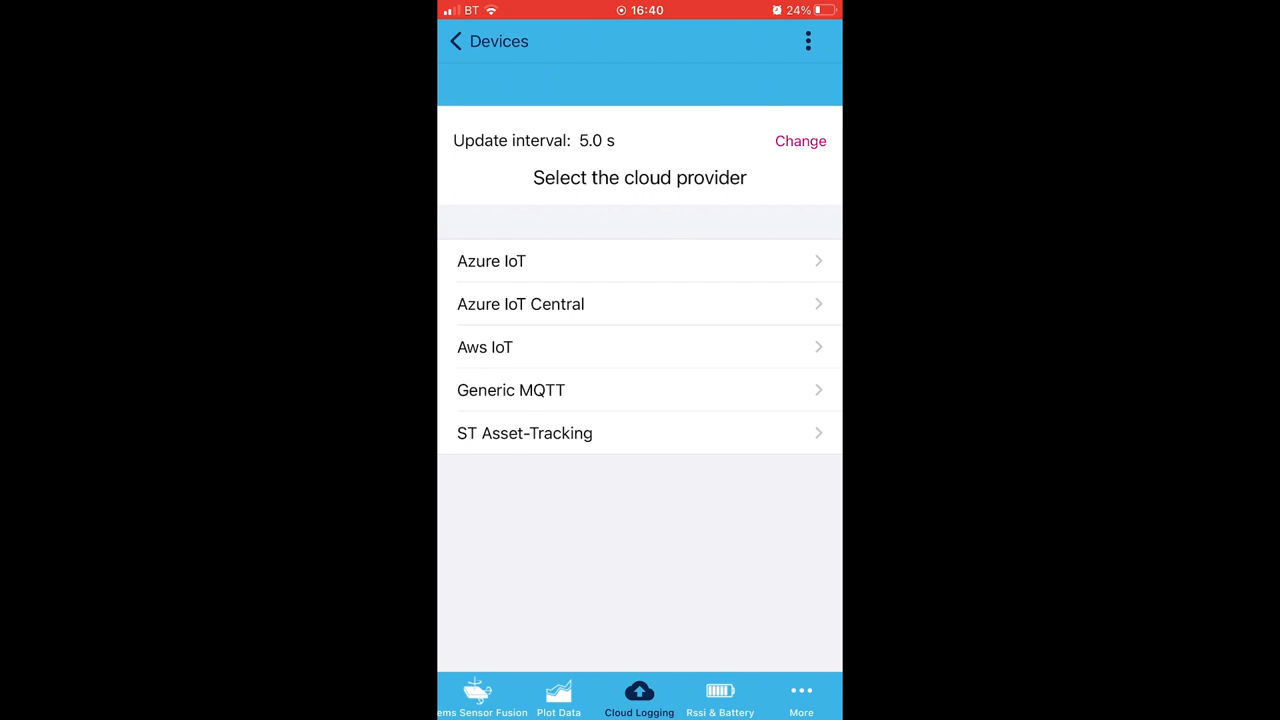 BT 16:40 24%
Devices
Update interval: 5.0 s Change
Select the cloud provider
Azure IoT
Azure IoT Central
Aws IoT
Generic MQTT
ST Asset-Tracking
ems Sensor Fusion Plot Data Cloud Logging Rssi & Battery More